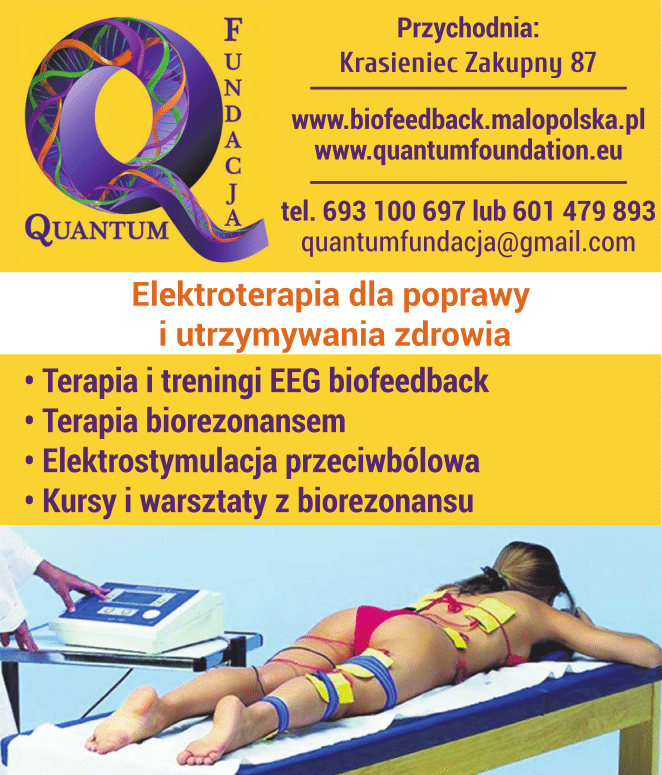 FUNDACJA
QUANTUM
Przychodnia:
Krasieniec Zakupny 87
www.biofeedback.malopolska.pl
www.quantumfoundation.eu
tel. 693 100 697 lub 601 479 893
quantumfundacja@gmail.com
Elektroterapia dla poprawy
i utrzymywania zdrowia
• Terapia i treningi EEG biofeedback
• Terapia biorezonansem
• Elektrostymulacja przeciwbólowa
• Kursy i warsztaty z biorezonansu